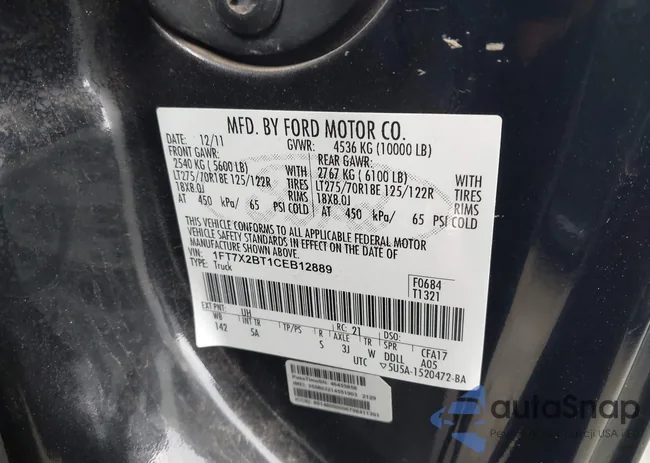 MFD. BY FORD MOTOR CO.
DATE: 12/11 GVWR: 4536 KG (10000 LB)
FRONT GAWR: REAR GAWR:
2540 KG ( 5600 LB) WITH 2767 KG ( 6100 LB) WITH
LT275/70R18E 125/122R TIRES LT275/70R18E 125/122R TIRES
18X8.0J RIMS 18X8.0J RIMS
AT 450 kPa/ 65 PSI COLD AT 450 kPa/ 65 PSI COLD
THIS VEHICLE CONFORMS TO ALL APPLICABLE FEDERAL MOTOR
VEHICLE SAFETY STANDARDS IN EFFECT ON THE DATE OF
MANUFACTURE SHOWN ABOVE.
VIN: 1FT7X2BT1CEB12889 F0684
TYPE: Truck T1321
EXT PNT: UH RC: 21 DSO:
WB INT TR TP/PS R AXLE TR SPR CFA17
142 SA S 3J W DDLL A05
UTC 5U5A-1520472-BA
autoSnap